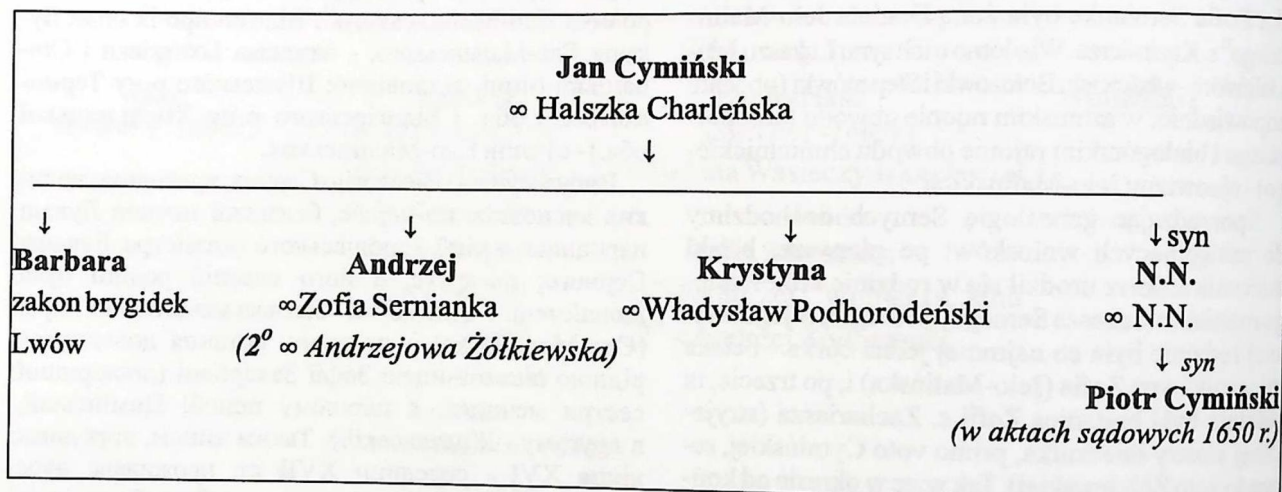 Jan Cymiński
∞ Halszka Charleńska
↓
↓ ↓ ↓ ↓ syn
Barbara Andrzej Krystyna N.N.
zakon brygidek ∞Zofia Sernianka ∞ Władysław Podhorodeński ∞ N.N.
Lwów (2° ∞ Andrzejowa Żółkiewska) ↓ syn
Piotr Cymiński
(w aktach sądowych 1650 r.)